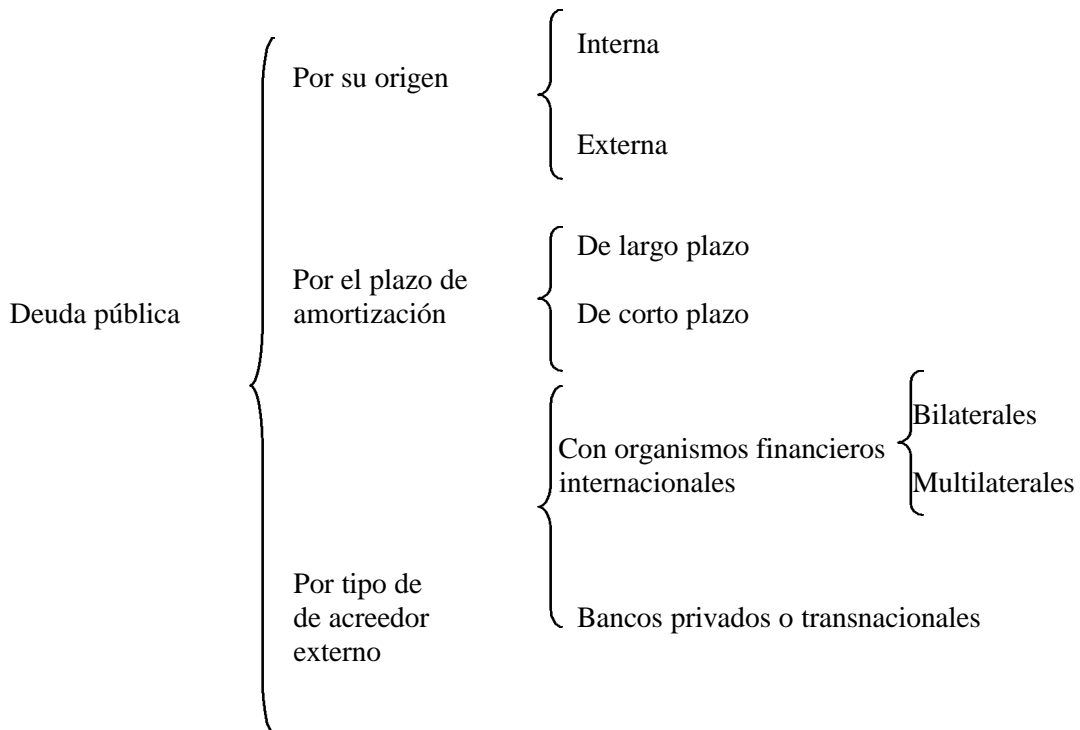 Deuda pública
Por su origen
Interna
Externa
Por el plazo de
amortización
De largo plazo
De corto plazo
Por tipo de
de acreedor
externo
Con organismos financieros
internacionales
Bilaterales
Multilaterales
Bancos privados o transnacionales